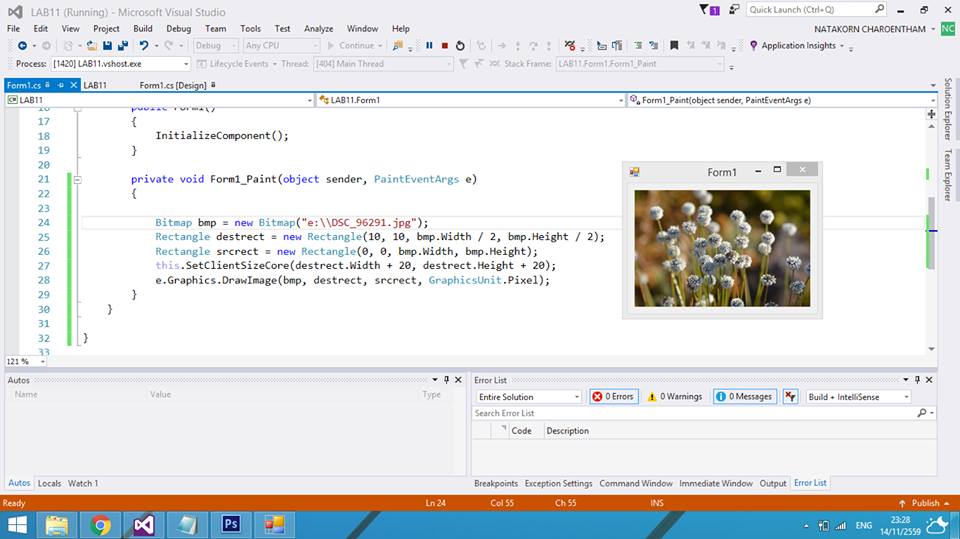 LAB11 (Running) - Microsoft Visual Studio
1
Quick Launch (Ctrl+Q)
File Edit View Project Build Debug Team Tools Test Analyze Window Help
NATAKORN CHAROENTHAM NC
Debug Any CPU Continue Application Insights
Process: [1420] LAB11.vshost.exe Lifecycle Events Thread: [404] Main Thread Stack Frame: LAB11.Form1.Form1_Paint
Form1.cs LAB11 Form1.cs [Design]
LAB11 LAB11.Form1 Form1_Paint(object sender, PaintEventArgs e)
Solution Explorer
Team Explorer
16 public Form1()
17 {
18 InitializeComponent();
19 }
20
21 private void Form1_Paint(object sender, PaintEventArgs e)
22 {
23
24 Bitmap bmp = new Bitmap("e:\\DSC_96291.jpg");
25 Rectangle destrect = new Rectangle(10, 10, bmp.Width / 2, bmp.Height / 2);
26 Rectangle srcrect = new Rectangle(0, 0, bmp.Width, bmp.Height);
27 this.SetClientSizeCore(destrect.Width + 20, destrect.Height + 20);
28 e.Graphics.DrawImage(bmp, destrect, srcrect, GraphicsUnit.Pixel);
29 }
30 }
31
32 }
33
Form1
121 %
Autos
Name Value Type
Error List
Entire Solution 0 Errors 0 Warnings 0 Messages Build + IntelliSense
Search Error List
Code Description
Autos Locals Watch 1
Breakpoints Exception Settings Command Window Immediate Window Output Error List
Ready Ln 24 Col 55 Ch 55 INS Publish
Ps
ENG
23:28
14/11/2559